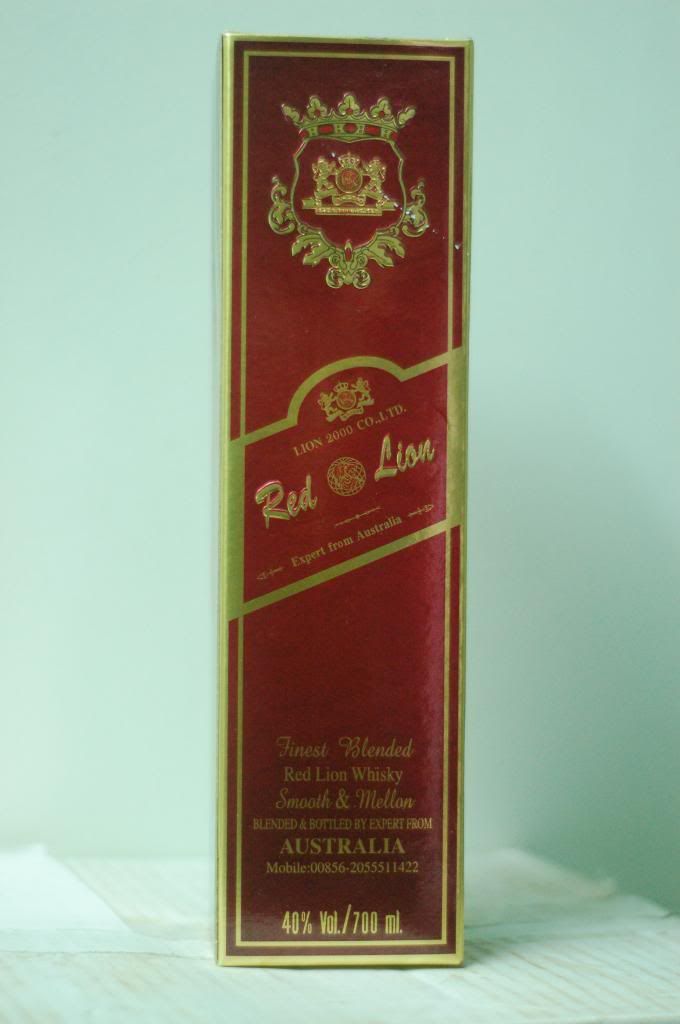 LION 2000 CO.,LTD.
Red Lion
Expert from Australia
Finest Blended
Red Lion Whisky
Smooth & Mellon
BLENDED & BOTTLED BY EXPERT FROM
AUSTRALIA
Mobile:00856-2055511422
40% Vol./700 ml.